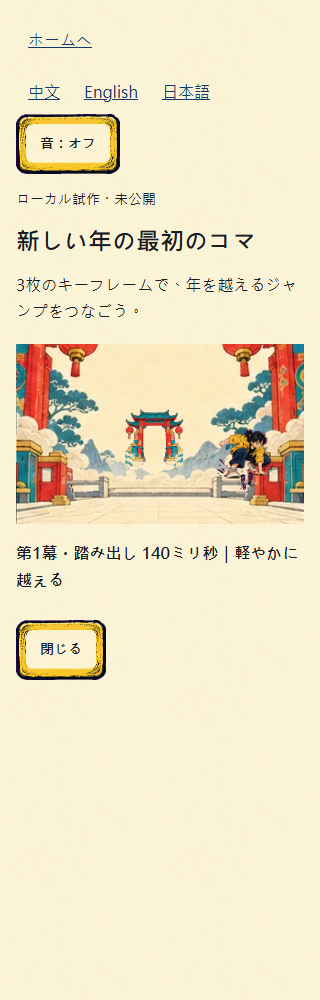 ホームへ
中文 English 日本語
音：オフ
ローカル試作・未公開
新しい年の最初のコマ
3枚のキーフレームで、年を越えるジャ
ンプをつなごう。
第1幕・踏み出し 140ミリ秒｜軽やかに
越える
閉じる